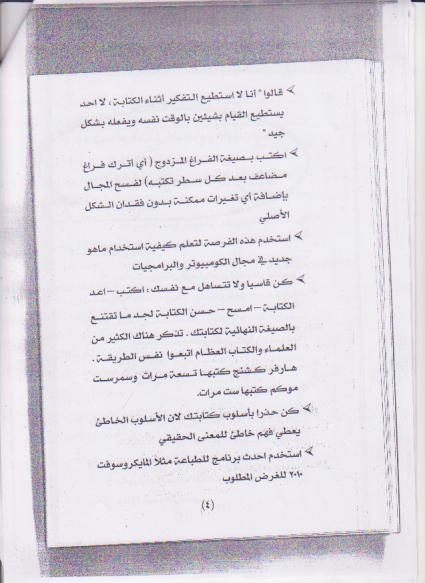 ➢ قالوا "أنا لا استطيع التفكير أثناء الكتابة ، لا احد
يستطيع القيام بشيئين بالوقت نفسه ويفعله بشكل
جيد "
➢ اكتب بصيغة الفراغ المزدوج ( أي أترك فراغ
مضاعف بعد كل سطر تكتبه) لفسح المجال
بإضافة أي تغيرات ممكنة بدون فقدان الشكل
الأصلي
➢ استخدم هذه الفرصة لتعلم كيفية استخدام ماهو
جديد في مجال الكومبيوتر والبرامجيات
➢ كن قاسيا ولا تتساهل مع نفسك : اكتب – اعد
الكتابة – امسح – حسن الكتابة لحد ما تقتنع
بالصيغة النهائية لكتابتك . تذكر هناك الكثير من
العلماء والكتاب العظام اتبعوا نفس الطريقة .
هارفر كشنج كتبها تسعة مرات وسمرست
موكم كتبها ست مرات.
➢ كن حذرا بأسلوب كتابتك لان الأسلوب الخاطئ
يعطي فهم خاطئ للمعنى الحقيقي
➢ استخدم احدث برنامج للطباعة مثلاً المايكروسوفت
٢٠١٠ للغرض المطلوب
(٤)